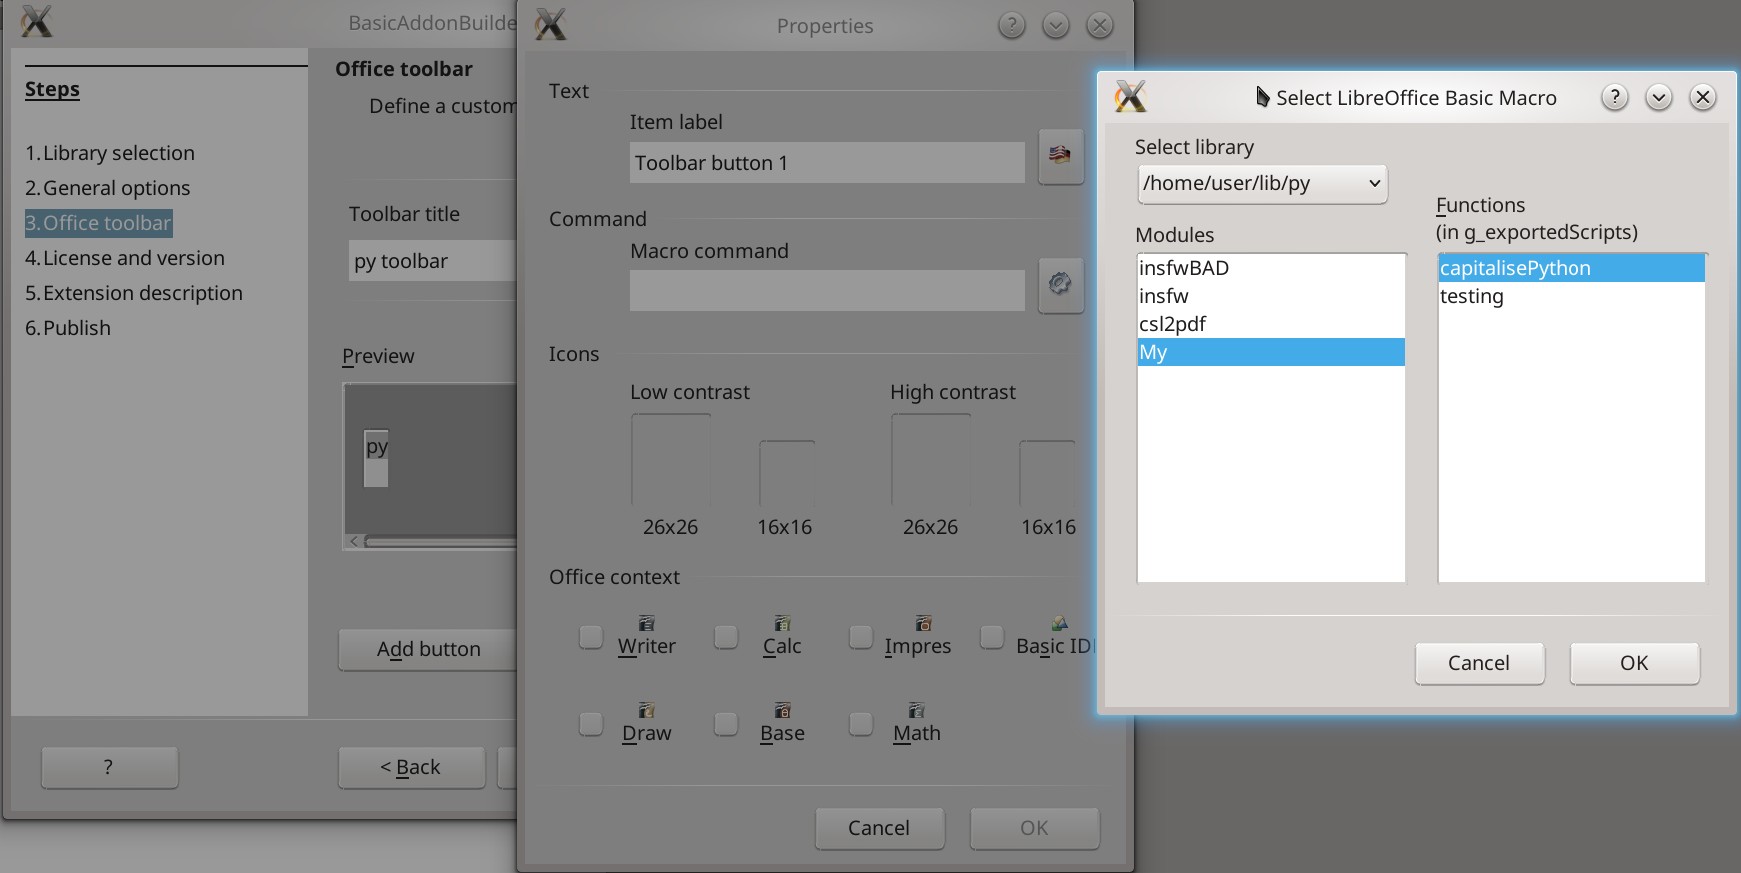 BasicAddonBuilde
Steps
1.Library selection
2.General options
3.Office toolbar
4.License and version
5.Extension description
6.Publish
Office toolbar
Define a custom
Toolbar title
py toolbar
Preview
py
<
Add button
?
< Back
Properties
?
Text
Item label
Toolbar button 1
Command
Macro command
Icons
Low contrast
High contrast
26x26
16x16
26x26
16x16
Office context
Writer
Calc
Impres
Basic ID
Draw
Base
Math
Cancel
OK
Select LibreOffice Basic Macro
?
Select library
/home/user/lib/py
Modules
insfwBAD
insfw
csl2pdf
My
Functions
(in g_exportedScripts)
capitalisePython
testing
Cancel
OK